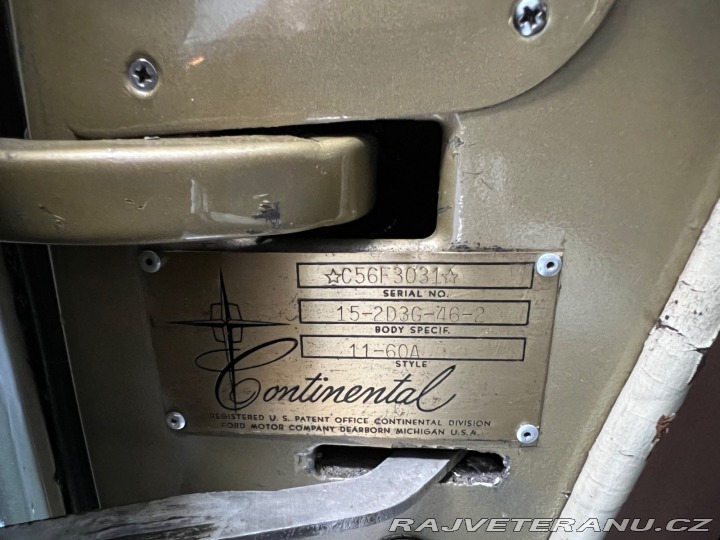 ☆C56F3031☆
SERIAL NO.
15-2D3G-46-2
BODY SPECIF.
11-60A
STYLE
Continental
REGISTERED U.S. PATENT OFFICE CONTINENTAL DIVISION
FORD MOTOR COMPANY DEARBORN MICHIGAN U.S.A.
RAJVETERANU.CZ